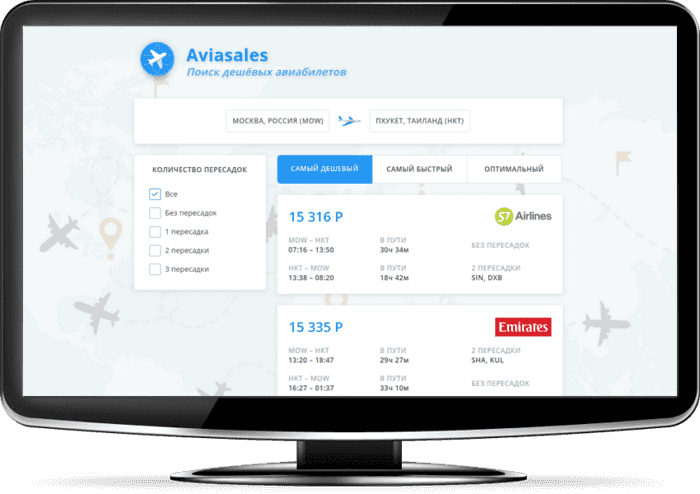 Aviasales
Поиск дешёвых авиабилетов
МОСКВА, РОССИЯ (MOW)
ПХУКЕТ, ТАИЛАНД (HKT)
КОЛИЧЕСТВО ПЕРЕСАДОК
Все
Без пересадок
1 пересадка
2 пересадки
3 пересадки
САМЫЙ ДЕШЕВЫЙ
САМЫЙ БЫСТРЫЙ
ОПТИМАЛЬНЫЙ
15 316 Р
S7 Airlines
MOW – HKT
07:16 – 13:50
В ПУТИ
30ч 34м
БЕЗ ПЕРЕСАДОК
HKT – MOW
13:38 – 08:20
В ПУТИ
18ч 42м
2 ПЕРЕСАДКИ
SIN, DXB
15 335 Р
Emirates
MOW – HKT
13:20 – 18:47
В ПУТИ
29ч 27м
2 ПЕРЕСАДКИ
SHA, KUL
HKT – MOW
16:27 – 01:37
В ПУТИ
33ч 10м
БЕЗ ПЕРЕСАДОК